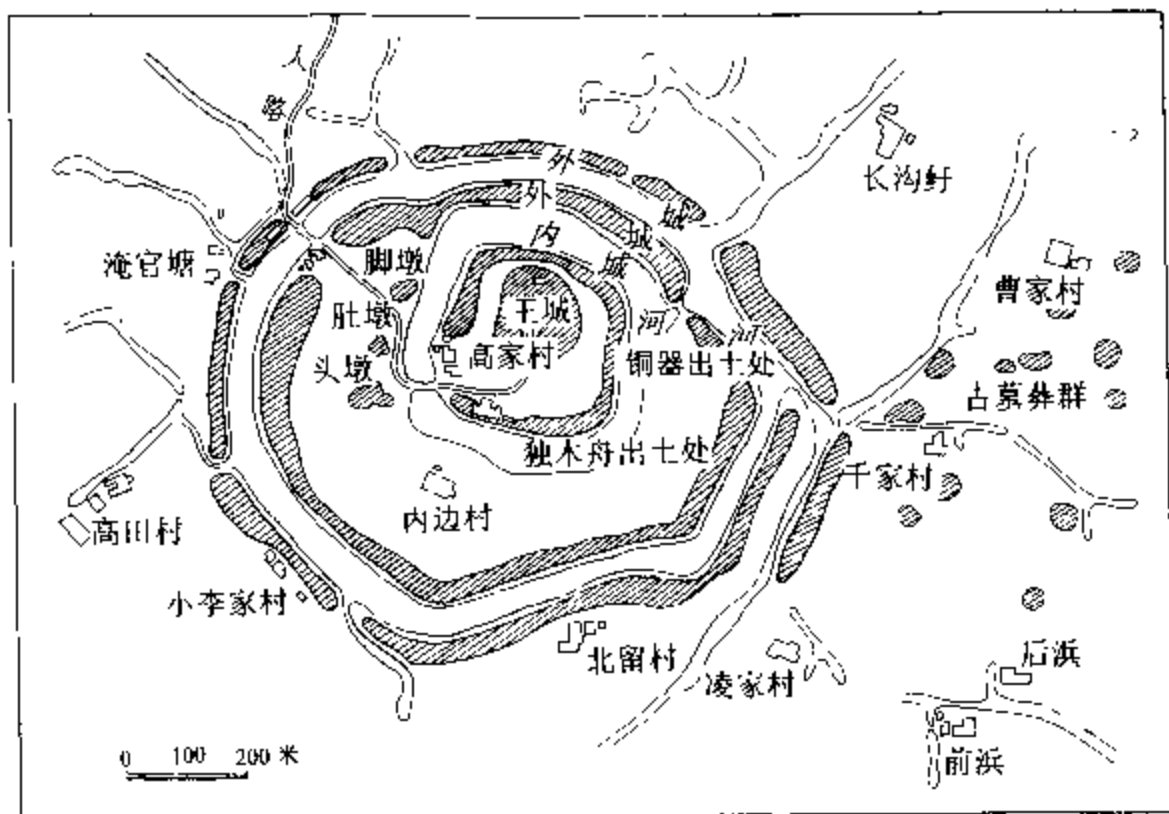 人
路
外
城
河
外
城
河
内
城
王城
长沟圩
淹官塘
脚墩
肚墩
头墩
高家村
铜器出土处
独木舟出土处
曹家村
古墓葬群
千家村
内边村
高田村
小李家村
北留村
凌家村
后浜
前浜
0 100 200 米